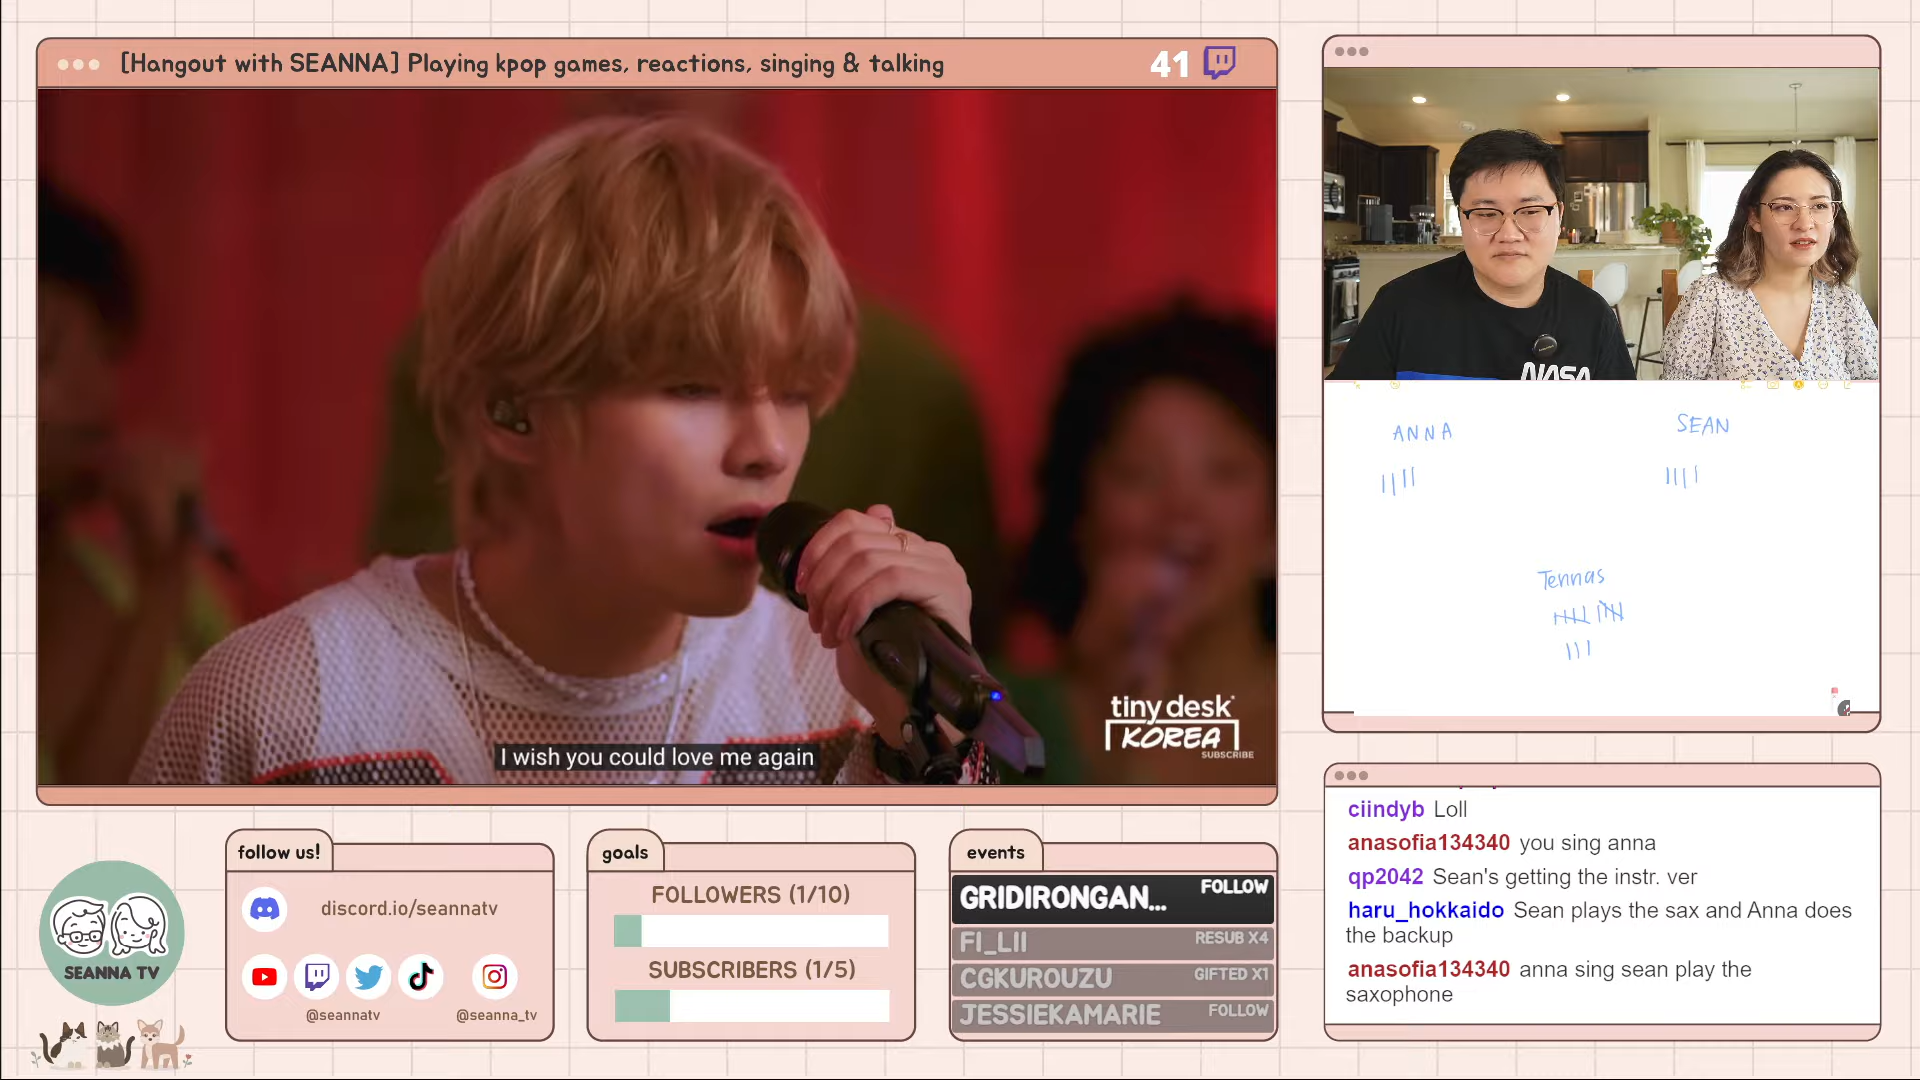 [Hangout with SEANNA] Playing kpop games, reactions, singing & talking
41
tiny desk
KOREA
SUBSCRIBE
I wish you could love me again
NASA
ANNA
SEAN
Tennas
ciindyb Loll
anasofia134340 you sing anna
qp2042 Sean's getting the instr. ver
haru_hokkaido Sean plays the sax and Anna does
the backup
anasofia134340 anna sing sean play the
saxophone
SEANNA TV
follow us!
discord.io/seannatv
@seannatv
@seanna_tv
goals
FOLLOWERS (1/10)
SUBSCRIBERS (1/5)
events
GRIDIRONGAN... FOLLOW
FI_LII RESUB X4
CGKUROUZU GIFTED X1
JESSIEKAMARIE FOLLOW